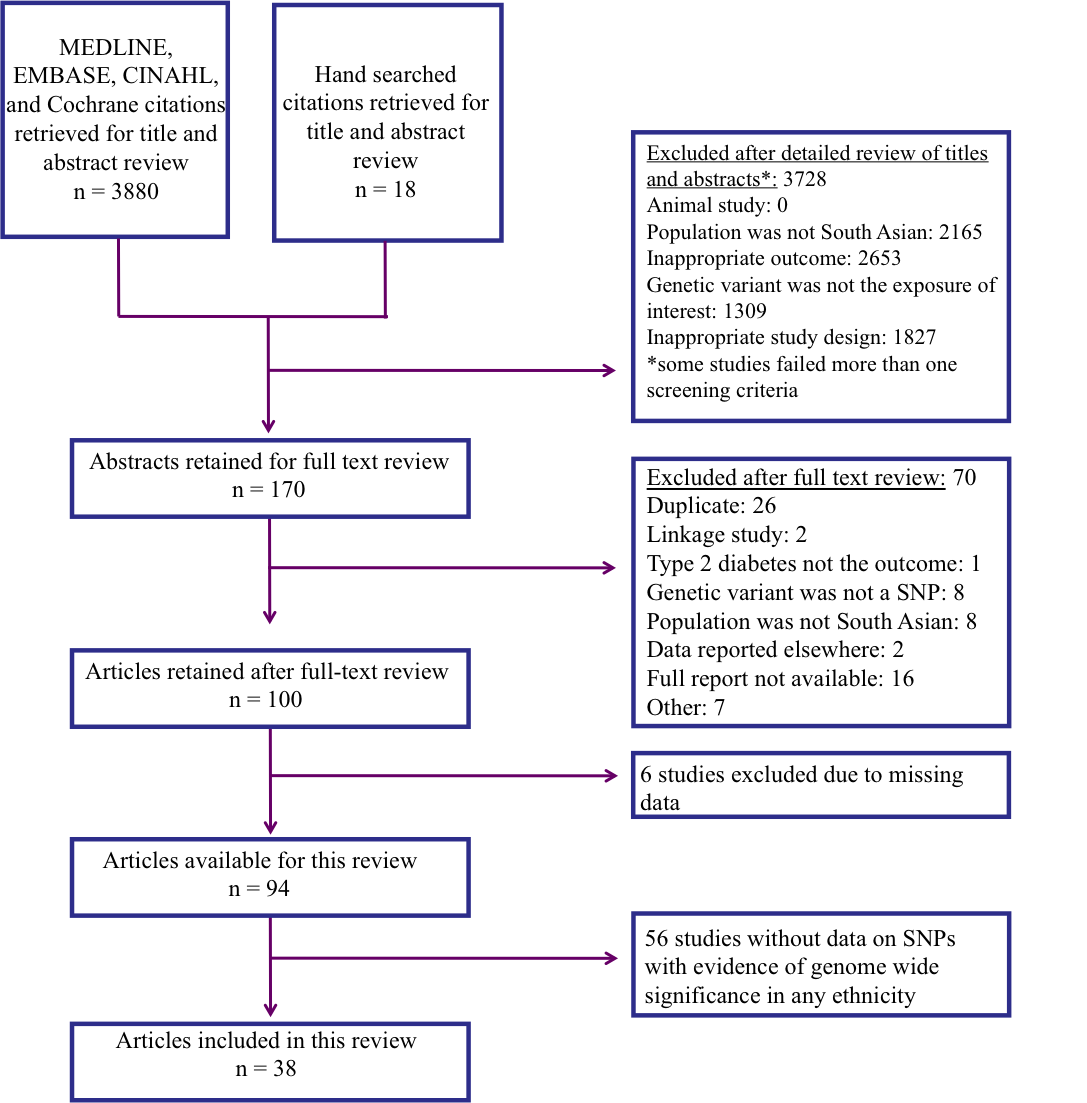 MEDLINE,
EMBASE, CINAHL,
and Cochrane citations
retrieved for title and
abstract review
n = 3880
Hand searched
citations retrieved for
title and abstract
review
n = 18
Excluded after detailed review of titles
and abstracts*: 3728
Animal study: 0
Population was not South Asian: 2165
Inappropriate outcome: 2653
Genetic variant was not the exposure of
interest: 1309
Inappropriate study design: 1827
*some studies failed more than one
screening criteria
Abstracts retained for full text review
n = 170
Excluded after full text review: 70
Duplicate: 26
Linkage study: 2
Type 2 diabetes not the outcome: 1
Genetic variant was not a SNP: 8
Population was not South Asian: 8
Data reported elsewhere: 2
Full report not available: 16
Other: 7
Articles retained after full-text review
n = 100
6 studies excluded due to missing
data
Articles available for this review
n = 94
56 studies without data on SNPs
with evidence of genome wide
significance in any ethnicity
Articles included in this review
n = 38